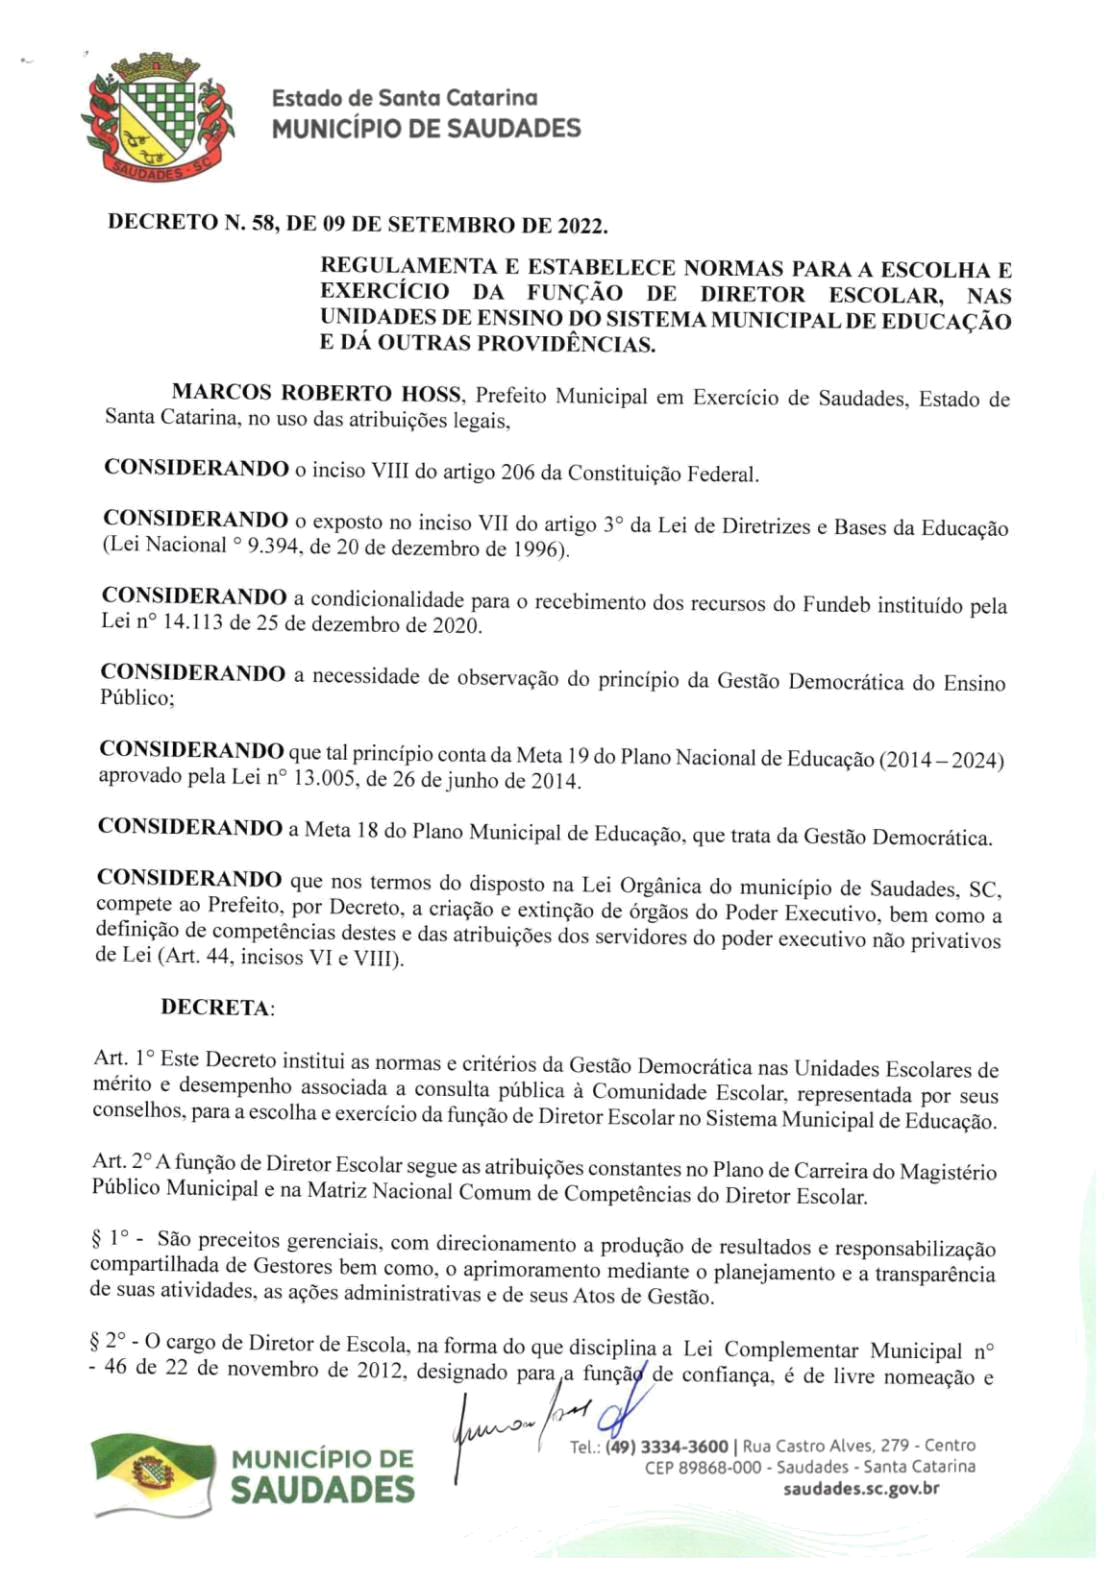 SAUDADES - SC
Estado de Santa Catarina
MUNICÍPIO DE SAUDADES
DECRETO N. 58, DE 09 DE SETEMBRO DE 2022.
REGULAMENTA E ESTABELECE NORMAS PARA A ESCOLHA E
EXERCÍCIO DA FUNÇÃO DE DIRETOR ESCOLAR, NAS
UNIDADES DE ENSINO DO SISTEMA MUNICIPAL DE EDUCAÇÃO
E DÁ OUTRAS PROVIDÊNCIAS.
MARCOS ROBERTO HOSS, Prefeito Municipal em Exercício de Saudades, Estado de
Santa Catarina, no uso das atribuições legais,
CONSIDERANDO o inciso VIII do artigo 206 da Constituição Federal.
CONSIDERANDO o exposto no inciso VII do artigo 3° da Lei de Diretrizes e Bases da Educação
(Lei Nacional ° 9.394, de 20 de dezembro de 1996).
CONSIDERANDO a condicionalidade para o recebimento dos recursos do Fundeb instituído pela
Lei n° 14.113 de 25 de dezembro de 2020.
CONSIDERANDO a necessidade de observação do princípio da Gestão Democrática do Ensino
Público;
CONSIDERANDO que tal princípio conta da Meta 19 do Plano Nacional de Educação (2014 – 2024)
aprovado pela Lei n° 13.005, de 26 de junho de 2014.
CONSIDERANDO a Meta 18 do Plano Municipal de Educação, que trata da Gestão Democrática.
CONSIDERANDO que nos termos do disposto na Lei Orgânica do município de Saudades, SC,
compete ao Prefeito, por Decreto, a criação e extinção de órgãos do Poder Executivo, bem como a
definição de competências destes e das atribuições dos servidores do poder executivo não privativos
de Lei (Art. 44, incisos VI e VIII).
DECRETA:
Art. 1° Este Decreto institui as normas e critérios da Gestão Democrática nas Unidades Escolares de
mérito e desempenho associada a consulta pública à Comunidade Escolar, representada por seus
conselhos, para a escolha e exercício da função de Diretor Escolar no Sistema Municipal de Educação.
Art. 2° A função de Diretor Escolar segue as atribuições constantes no Plano de Carreira do Magistério
Público Municipal e na Matriz Nacional Comum de Competências do Diretor Escolar.
§ 1° - São preceitos gerenciais, com direcionamento a produção de resultados e responsabilização
compartilhada de Gestores bem como, o aprimoramento mediante o planejamento e a transparência
de suas atividades, as ações administrativas e de seus Atos de Gestão.
§ 2° - O cargo de Diretor de Escola, na forma do que disciplina a Lei Complementar Municipal n°
- 46 de 22 de novembro de 2012, designado para a função de confiança, é de livre nomeação e
MUNICÍPIO DE
SAUDADES
Tel.: (49) 3334-3600 | Rua Castro Alves, 279 - Centro
CEP 89868-000 - Saudades - Santa Catarina
saudades.sc.gov.br